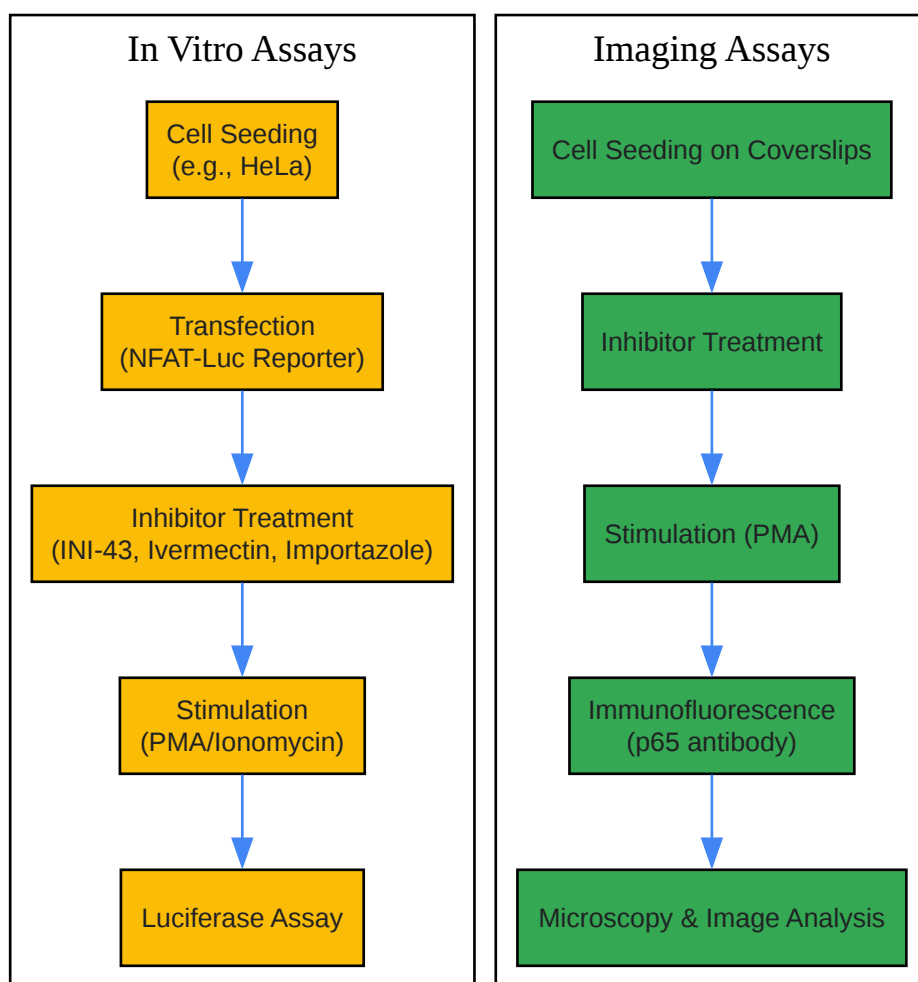 In Vitro Assays
Cell Seeding
(e.g., HeLa)
Transfection
(NFAT-Luc Reporter)
Inhibitor Treatment
(INI-43, Ivermectin, Importazole)
Stimulation
(PMA/Ionomycin)
Luciferase Assay
Imaging Assays
Cell Seeding on Coverslips
Inhibitor Treatment
Stimulation (PMA)
Immunofluorescence
(p65 antibody)
Microscopy & Image Analysis